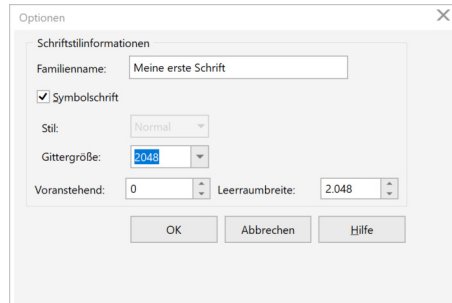 Optionen
Schriftstilinformationen
Familienname: Meine erste Schrift
Symbolschrift
Stil: Normal
Gittergröße: 2048
Voranstehend: 0 Leerraumbreite: 2.048
OK Abbrechen Hilfe